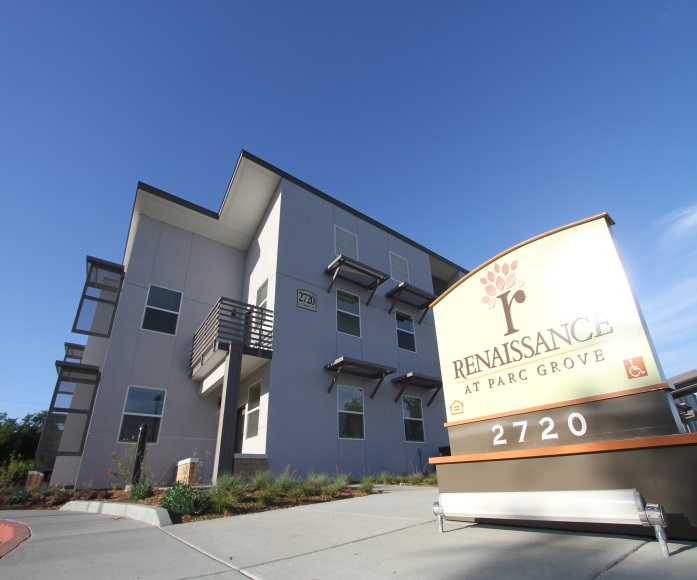 2720
r
RENAISSANCE
AT PARC GROVE
2720